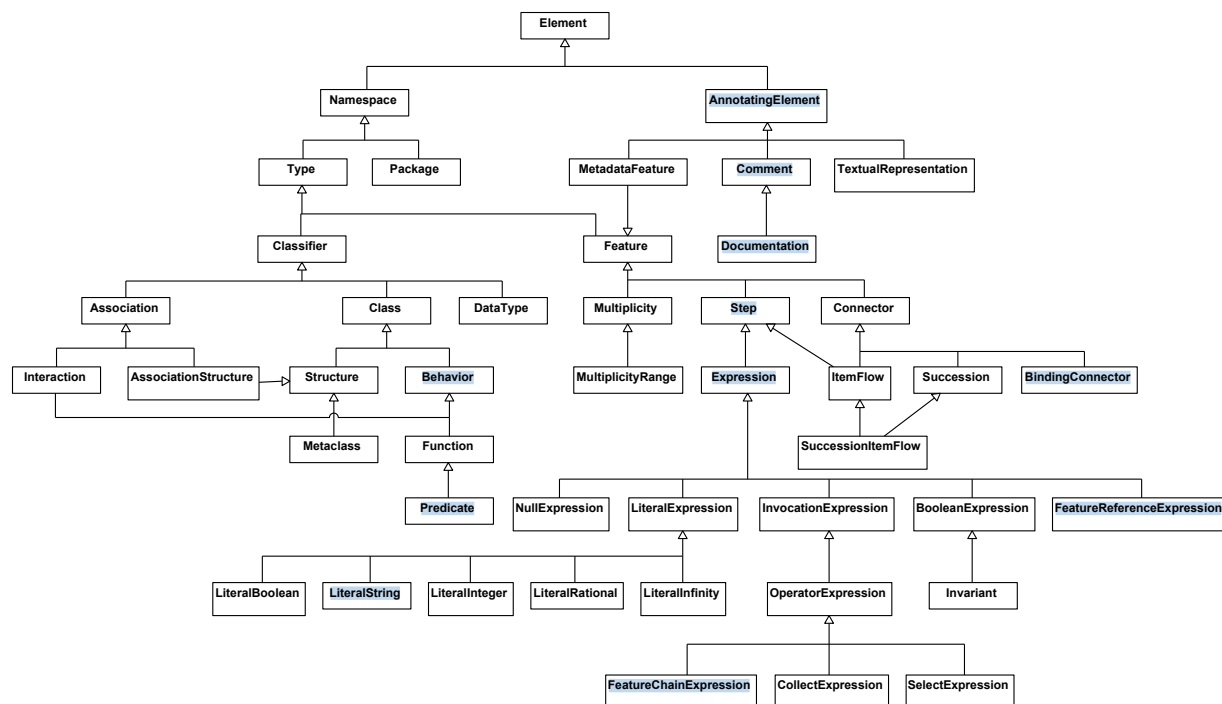 Element
Namespace
AnnotatingElement
Type
Package
MetadataFeature
Comment
TextualRepresentation
Classifier
Feature
Documentation
Association
Class
DataType
Multiplicity
Step
Connector
Interaction
AssociationStructure
Structure
Behavior
MultiplicityRange
Expression
ItemFlow
Succession
BindingConnector
Metaclass
Function
SuccessionItemFlow
Predicate
NullExpression
LiteralExpression
InvocationExpression
BooleanExpression
FeatureReferenceExpression
LiteralBoolean
LiteralString
LiteralInteger
LiteralRational
LiteralInfinity
OperatorExpression
Invariant
FeatureChainExpression
CollectExpression
SelectExpression